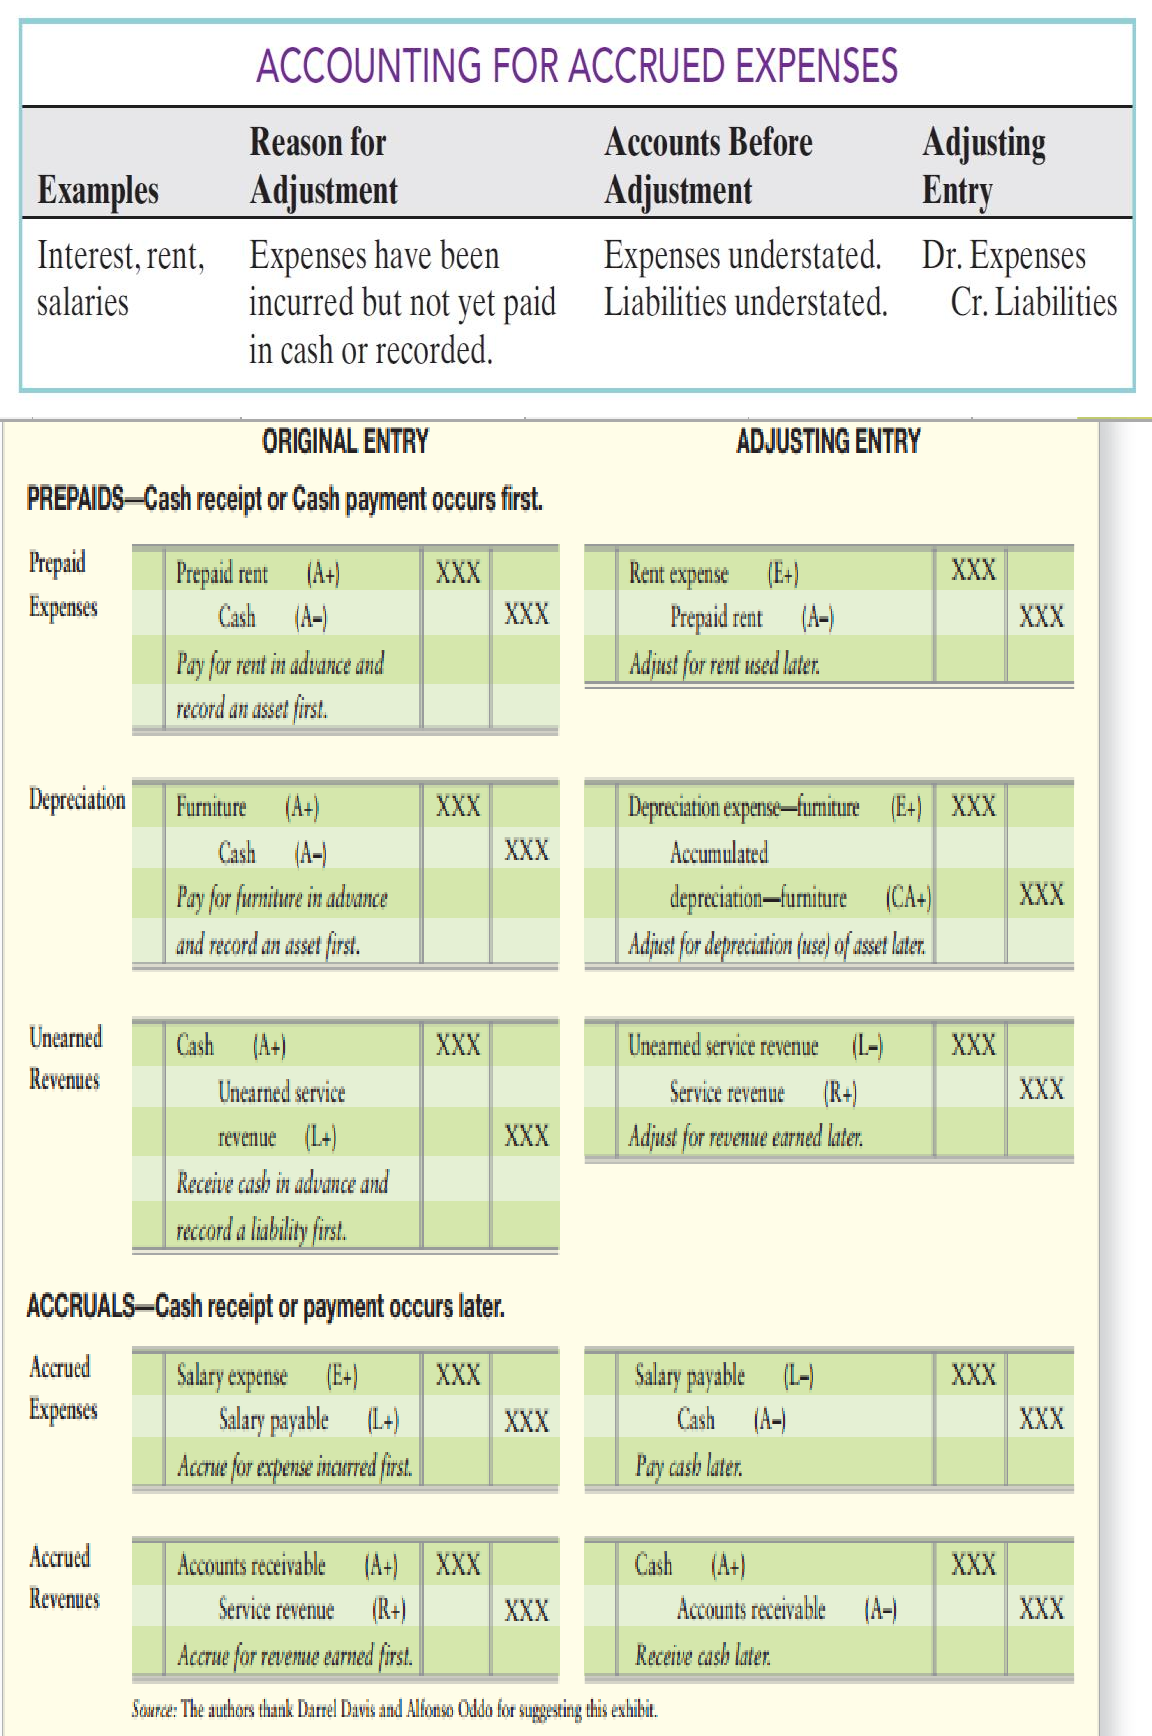 ACCOUNTING FOR ACCRUED EXPENSES
Examples Reason for Adjustment Accounts Before Adjustment Adjusting Entry
Interest, rent, Expenses have been Expenses understated. Dr. Expenses
salaries incurred but not yet paid Liabilities understated. Cr. Liabilities
in cash or recorded.
ORIGINAL ENTRY ADJUSTING ENTRY
PREPAIDS—Cash receipt or Cash payment occurs first.
Prepaid
Expenses
Prepaid rent (A+) XXX
Cash (A–) XXX
Pay for rent in advance and
record an asset first.
Rent expense (E+) XXX
Prepaid rent (A–) XXX
Adjust for rent used later.
Depreciation
Furniture (A+) XXX
Cash (A–) XXX
Pay for furniture in advance
and record an asset first.
Depreciation expense—furniture (E+) XXX
Accumulated
depreciation—furniture (CA+) XXX
Adjust for depreciation (use) of asset later.
Unearned
Revenues
Cash (A+) XXX
Unearned service
revenue (L+) XXX
Receive cash in advance and
reccord a liability first.
Unearned service revenue (L–) XXX
Service revenue (R+) XXX
Adjust for revenue earned later.
ACCRUALS—Cash receipt or payment occurs later.
Accrued
Expenses
Salary expense (E+) XXX
Salary payable (L+) XXX
Accrue for expense incurred first.
Salary payable (L–) XXX
Cash (A–) XXX
Pay cash later.
Accrued
Revenues
Accounts receivable (A+) XXX
Service revenue (R+) XXX
Accrue for revenue earned first.
Cash (A+) XXX
Accounts receivable (A–) XXX
Receive cash later.
Source: The authors thank Darrel Davis and Alfonso Oddo for suggesting this exhibit.